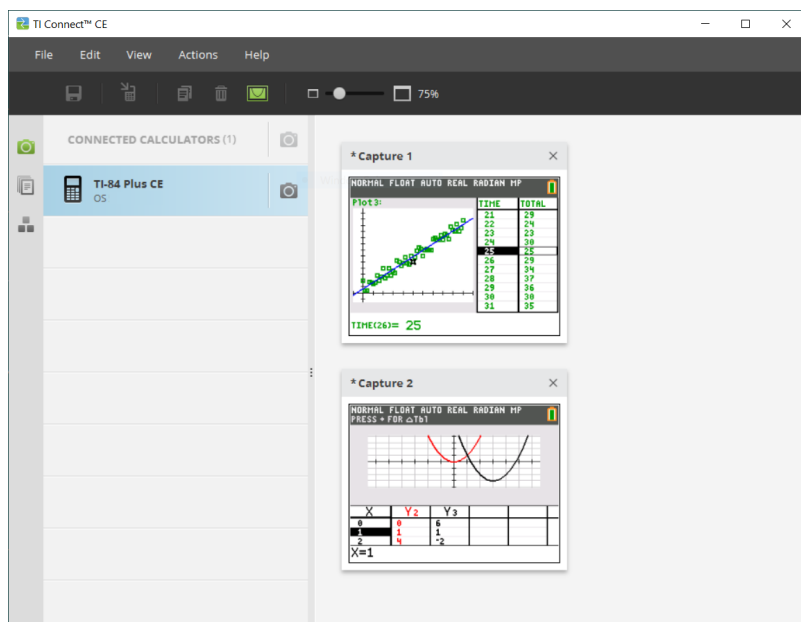 TI Connect™ CE
File Edit View Actions Help
75%
CONNECTED CALCULATORS (1)
TI-84 Plus CE
OS
*Capture 1
NORMAL FLOAT AUTO REAL RADIAN MP
Plot3:
TIME TOTAL
21 29
22 24
23 23
24 30
25 25
26 29
27 34
28 37
29 36
30 30
31 35
TIME(26)= 25
*Capture 2
NORMAL FLOAT AUTO REAL RADIAN MP
PRESS + FOR △Tbl
X Y2 Y3
0 0 6
1 1 1
2 4 -2
X=1